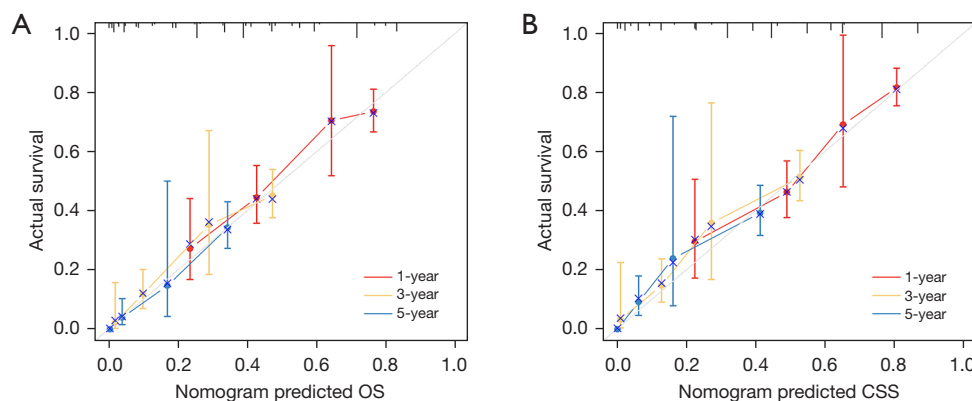 A
Actual survival
1.0
0.8
0.6
0.4
0.2
0.0
1-year
3-year
5-year
0.0 0.2 0.4 0.6 0.8 1.0
Nomogram predicted OS
B
Actual survival
1.0
0.8
0.6
0.4
0.2
0.0
1-year
3-year
5-year
0.0 0.2 0.4 0.6 0.8 1.0
Nomogram predicted CSS